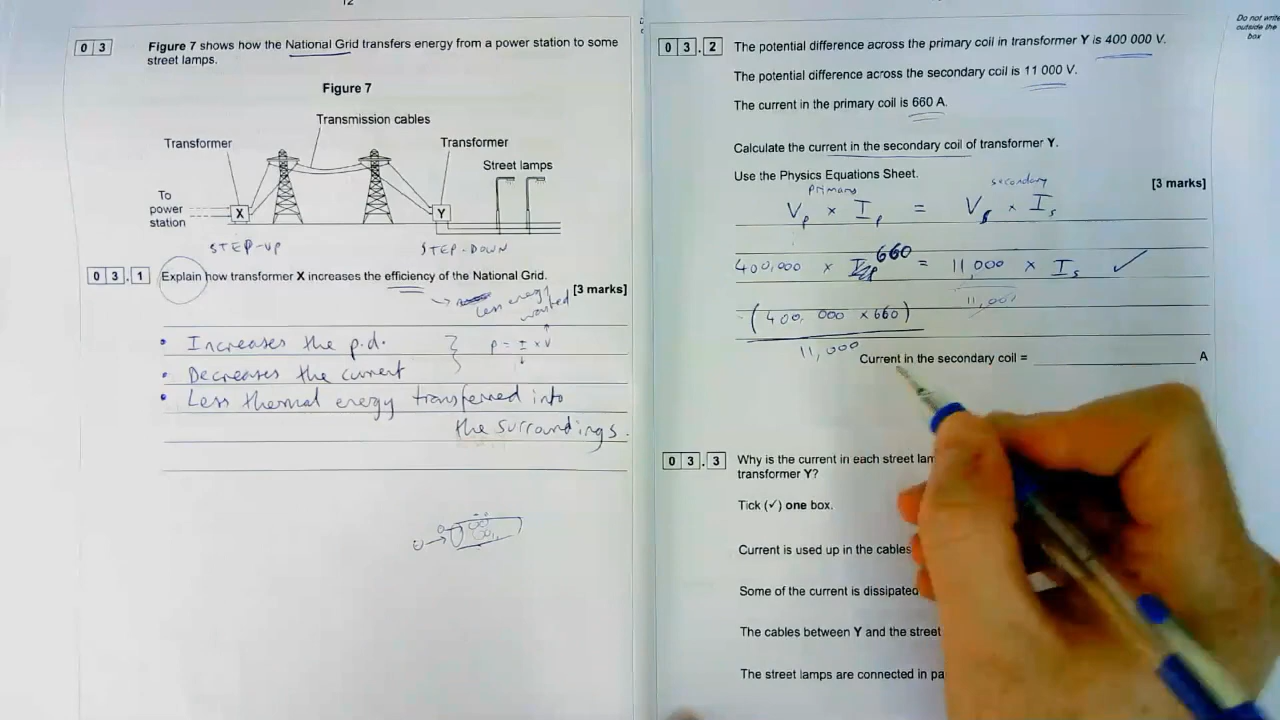 12
0 3
Figure 7 shows how the National Grid transfers energy from a power station to some
street lamps.
Figure 7
Transmission cables
Transformer
Transformer
Street lamps
To
power
station
X
Y
STEP-UP
STEP-DOWN
0 3 . 1
Explain how transformer X increases the efficiency of the National Grid.
[3 marks]
Less energy
wasted
• Increases the p.d.
P = I × V
• Decreases the current
• Less thermal energy transferred into
the surroundings.
Do not write
outside the
box
0 3 . 2
The potential difference across the primary coil in transformer Y is 400 000 V.
The potential difference across the secondary coil is 11 000 V.
The current in the primary coil is 660 A.
Calculate the current in the secondary coil of transformer Y.
Use the Physics Equations Sheet.
[3 marks]
primary
secondary
Vp × Ip = Vs × Is
400,000 × 660 = 11,000 × Is ✓
11,000
(400,000 × 660)
11,000
Current in the secondary coil = A
0 3 . 3
Why is the current in each street lam
transformer Y?
Tick (✓) one box.
Current is used up in the cables
Some of the current is dissipated
The cables between Y and the street
The street lamps are connected in pa